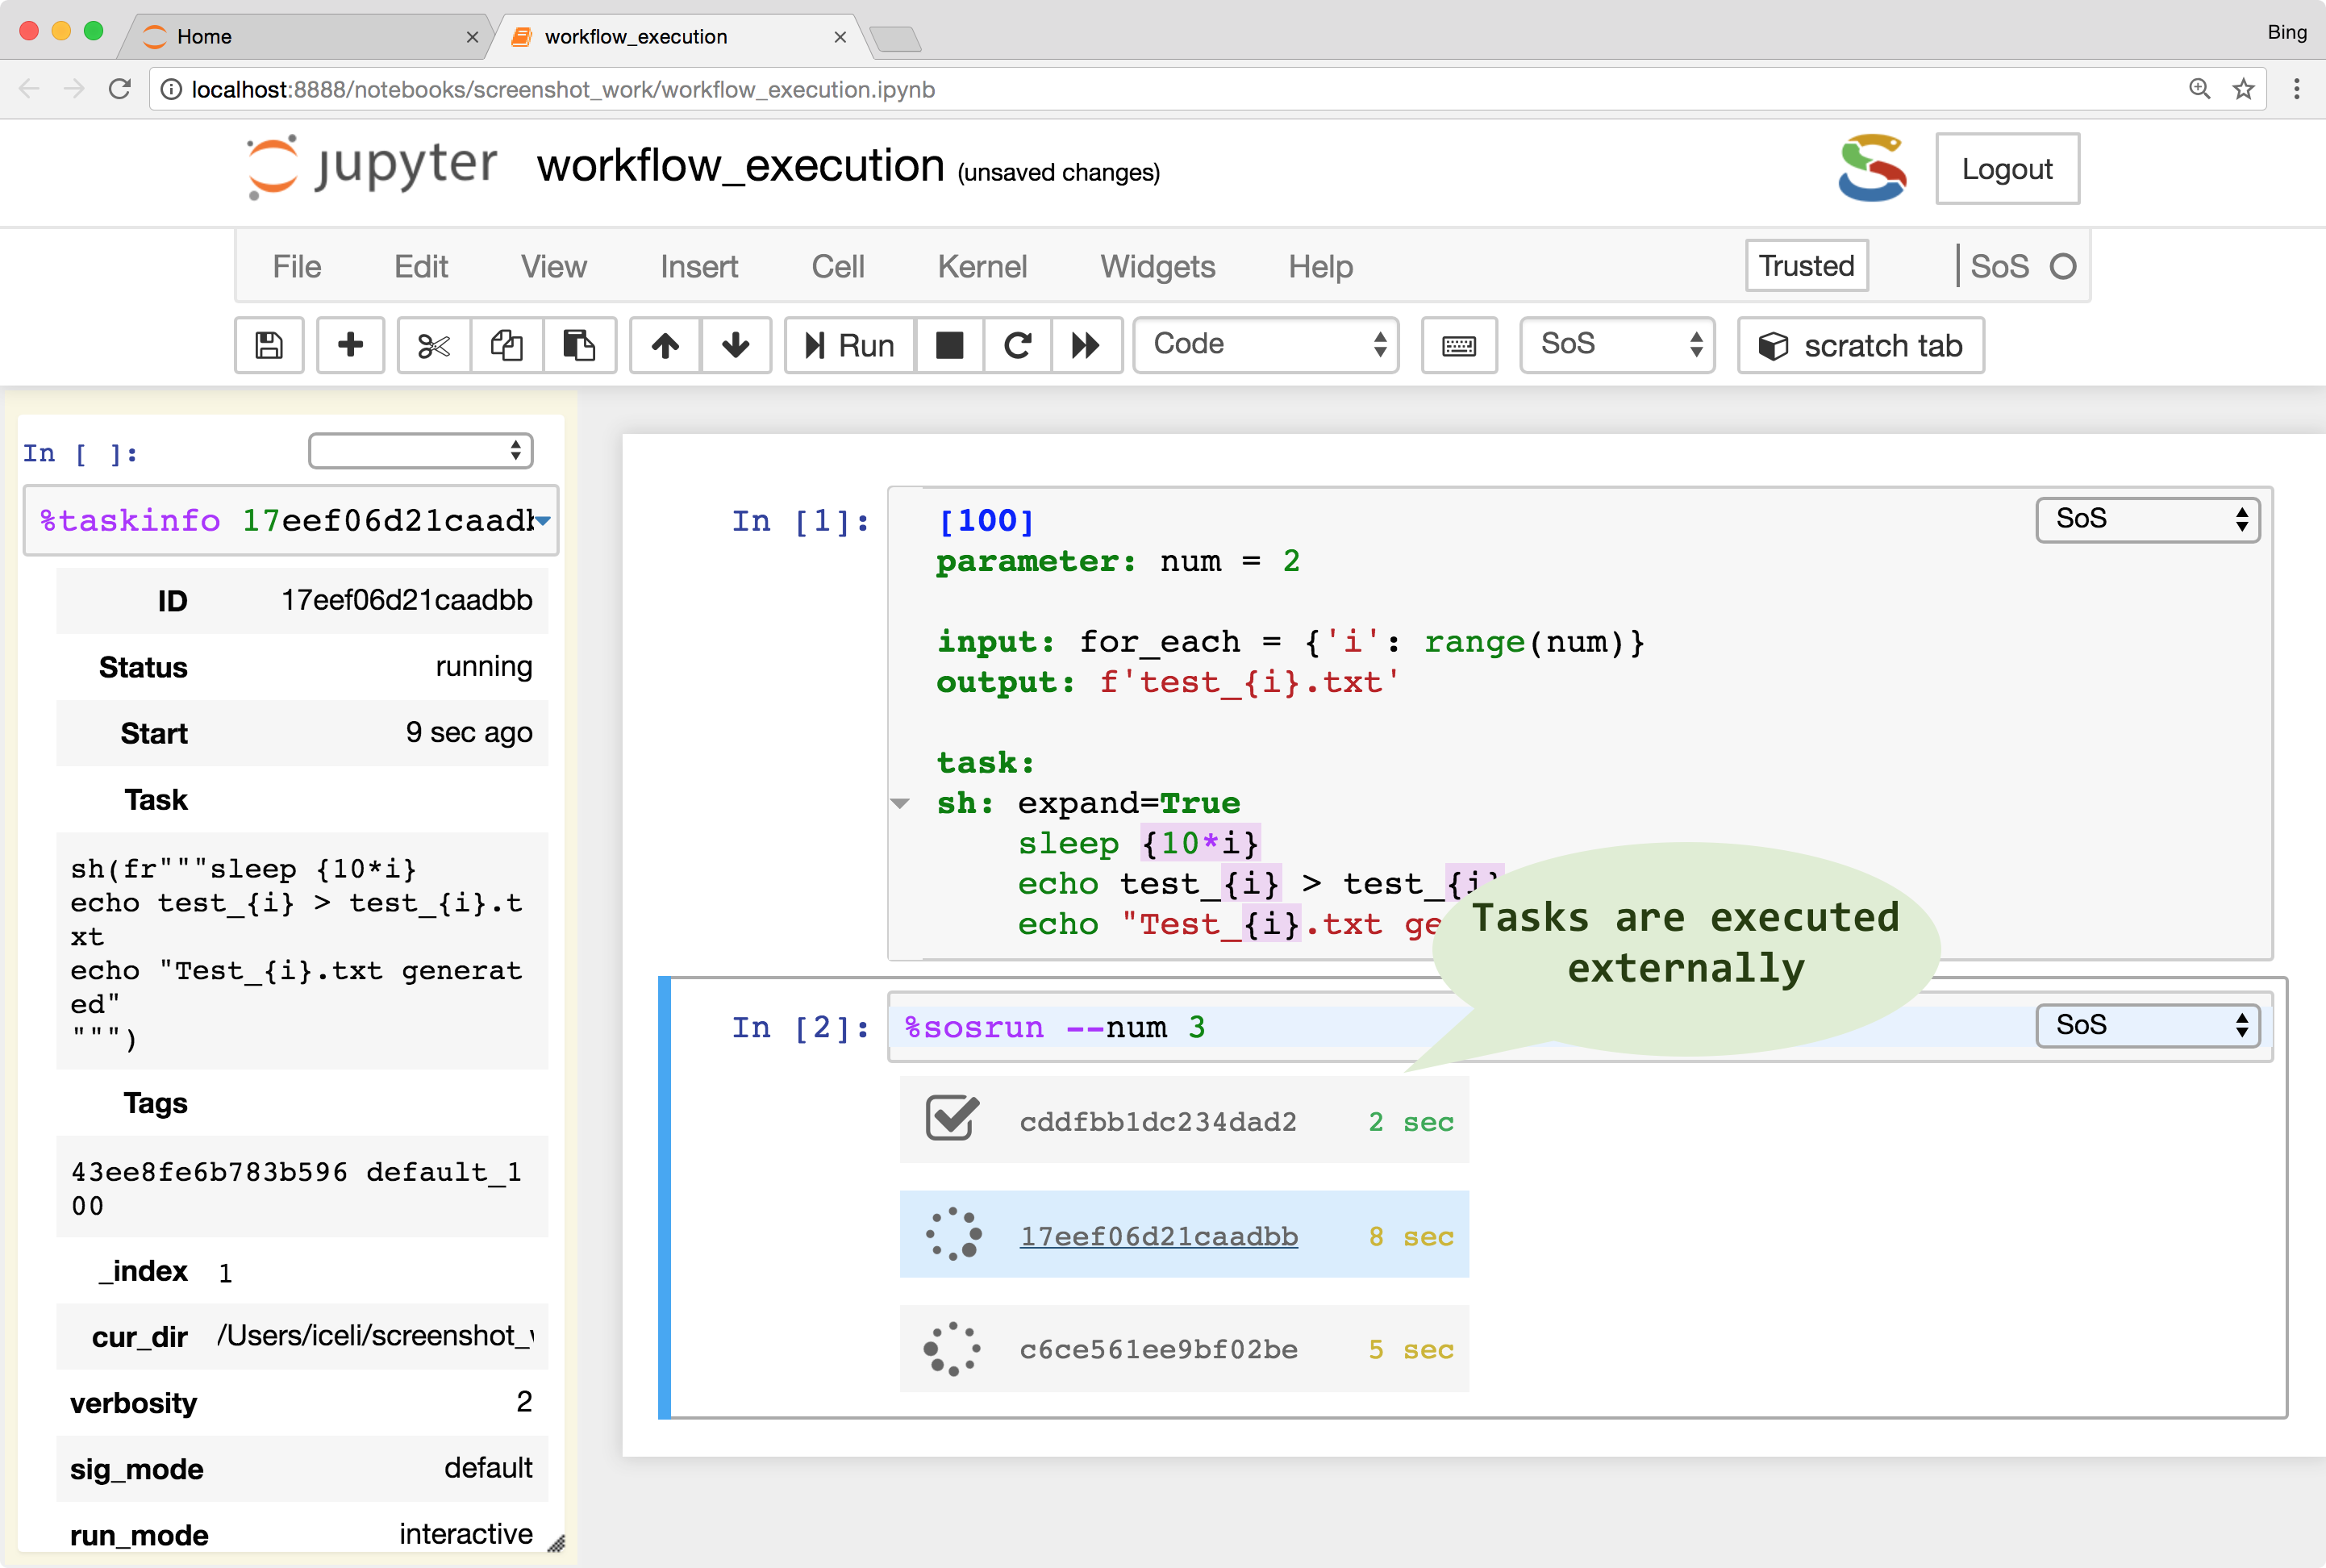 Home
workflow_execution
Bing
localhost:8888/notebooks/screenshot_work/workflow_execution.ipynb
jupyter workflow_execution (unsaved changes)
Logout
File Edit View Insert Cell Kernel Widgets Help Trusted SoS
Run Code SoS scratch tab
In [ ]:
%taskinfo 17eef06d21caadb
ID 17eef06d21caadbb
Status running
Start 9 sec ago
Task
sh(fr"""sleep {10*i}
echo test_{i} > test_{i}.t
xt
echo "Test_{i}.txt generat
ed"
""")
Tags
43ee8fe6b783b596 default_1
00
_index 1
cur_dir /Users/iceli/screenshot_
verbosity 2
sig_mode default
run_mode interactive
In [1]:
[100]
parameter: num = 2
input: for_each = {'i': range(num)}
output: f'test_{i}.txt'
task:
sh: expand=True
sleep {10*i}
echo test_{i} > test_{i}
echo "Test_{i}.txt ge
SoS
Tasks are executed
externally
In [2]:
%sosrun --num 3
SoS
cddfbb1dc234dad2 2 sec
17eef06d21caadbb 8 sec
c6ce561ee9bf02be 5 sec